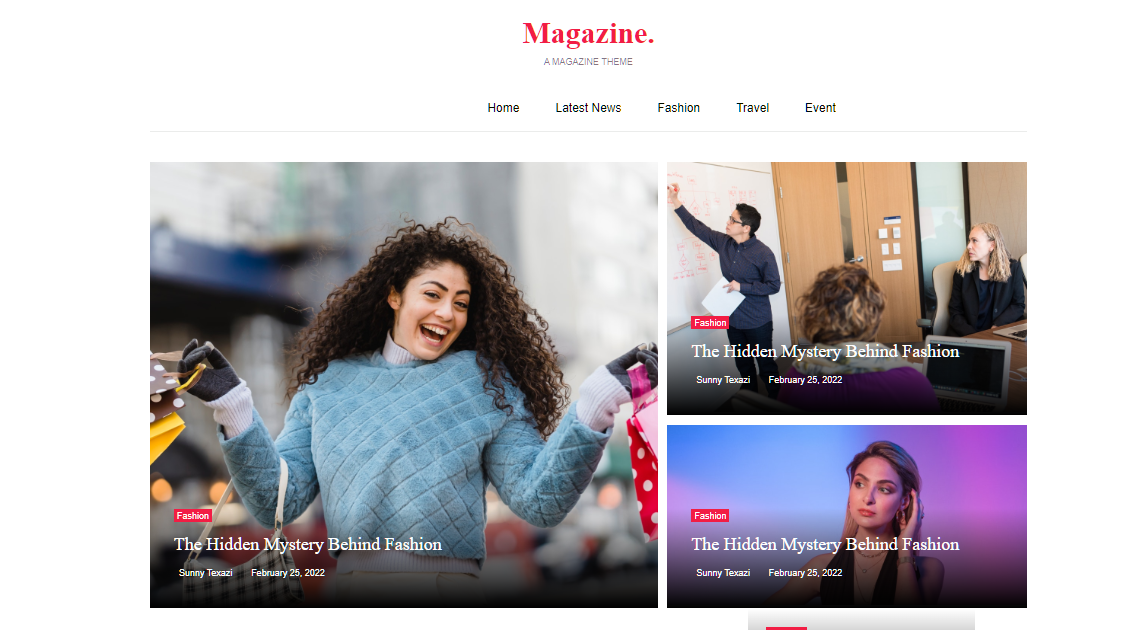 Magazine.
A MAGAZINE THEME
Home Latest News Fashion Travel Event
Fashion
The Hidden Mystery Behind Fashion
Sunny Texazi February 25, 2022
Fashion
The Hidden Mystery Behind Fashion
Sunny Texazi February 25, 2022
Fashion
The Hidden Mystery Behind Fashion
Sunny Texazi February 25, 2022